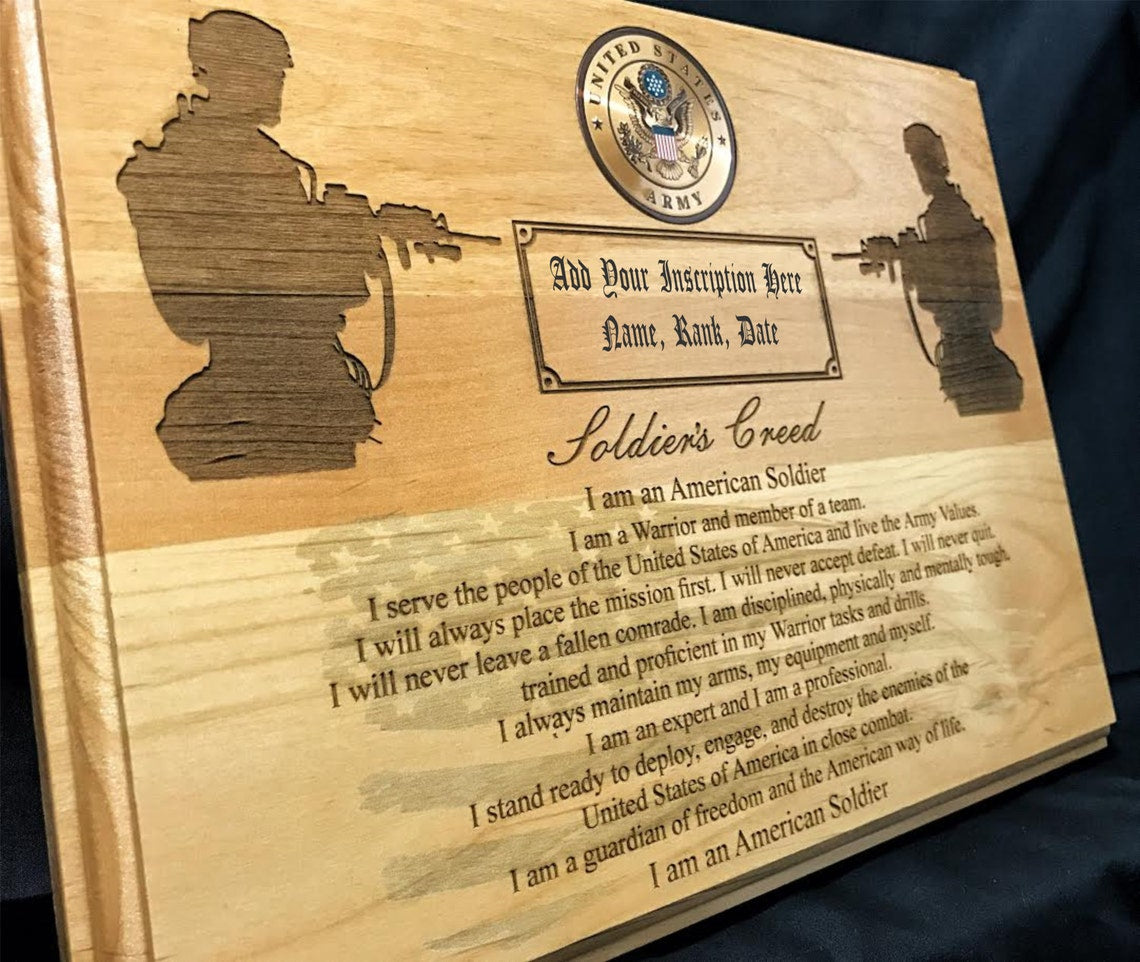 UNITED STATES
ARMY
Add Your Inscription Here
Name, Rank, Date
Soldier's Creed
I am an American Soldier
I am a Warrior and member of a team.
I serve the people of the United States of America and live the Army Values.
I will always place the mission first. I will never accept defeat. I will never quit.
I will never leave a fallen comrade. I am disciplined, physically and mentally tough,
trained and proficient in my Warrior tasks and drills.
I always maintain my arms, my equipment and myself.
I am an expert and I am a professional.
I stand ready to deploy, engage, and destroy the enemies of the
United States of America in close combat.
I am a guardian of freedom and the American way of life.
I am an American Soldier